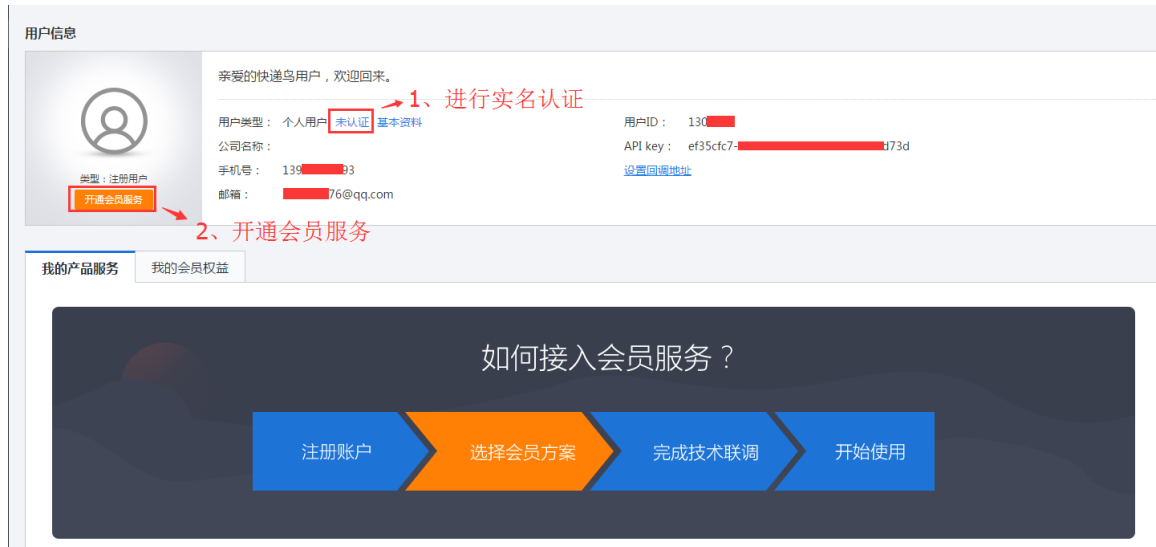 用户信息
亲爱的快递鸟用户，欢迎回来。
1、进行实名认证
用户类型： 个人用户 未认证 基本资料
用户ID： 130
公司名称：
API key： ef35cfc7- d73d
手机号： 139 93
设置回调地址
类型：注册用户
邮箱： 76@qq.com
开通会员服务
2、开通会员服务
我的产品服务 我的会员权益
如何接入会员服务？
注册账户 选择会员方案 完成技术联调 开始使用